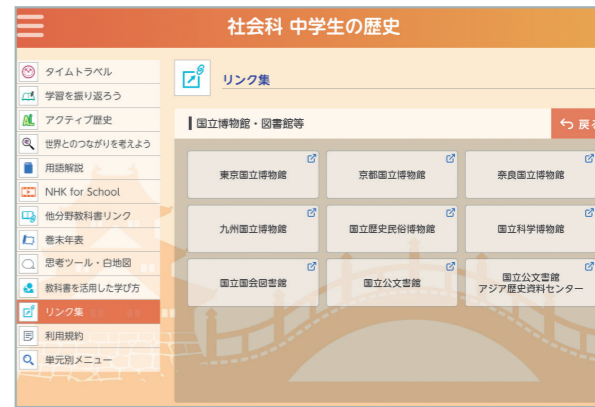 社会科 中学生の歴史
タイムトラベル
学習を振り返ろう
アクティブ歴史
世界とのつながりを考えよう
用語解説
NHK for School
他分野教科書リンク
巻末年表
思考ツール・白地図
教科書を活用した学び方
リンク集
利用規約
単元別メニュー
リンク集
国立博物館・図書館等
戻る
東京国立博物館
京都国立博物館
奈良国立博物館
九州国立博物館
国立歴史民俗博物館
国立科学博物館
国立国会図書館
国立公文書館
国立公文書館
アジア歴史資料センター